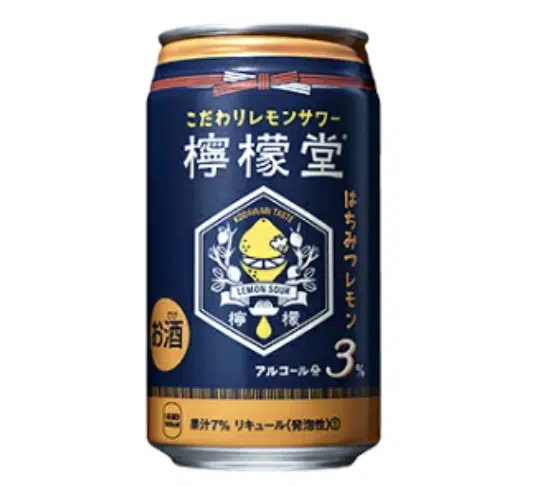 こだわりレモンサワー
檸檬堂
はちみつレモン
KODAWARI TASTE
LEMON SOUR
檸檬
お酒
アルコール分 3%
果汁7% リキュール(発泡性)①